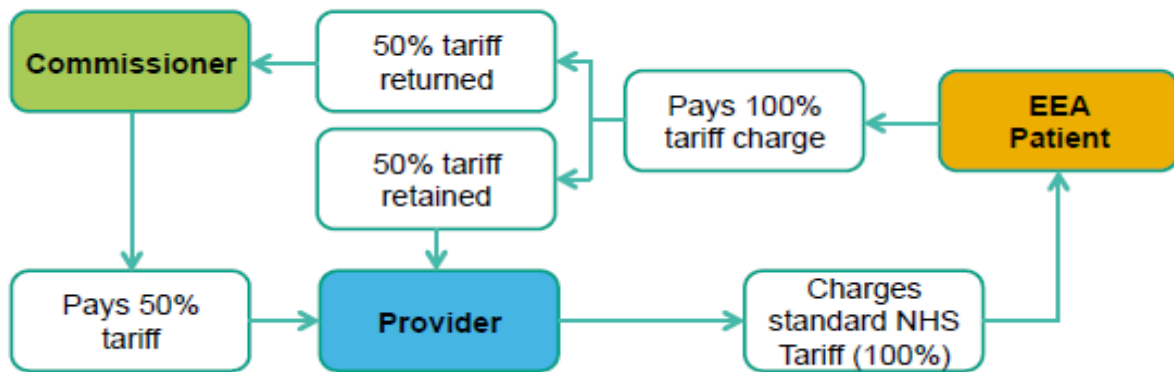 Commissioner
50% tariff
returned
Pays 100%
tariff charge
EEA
Patient
50% tariff
retained
Pays 50%
tariff
Provider
Charges
standard NHS
Tariff (100%)